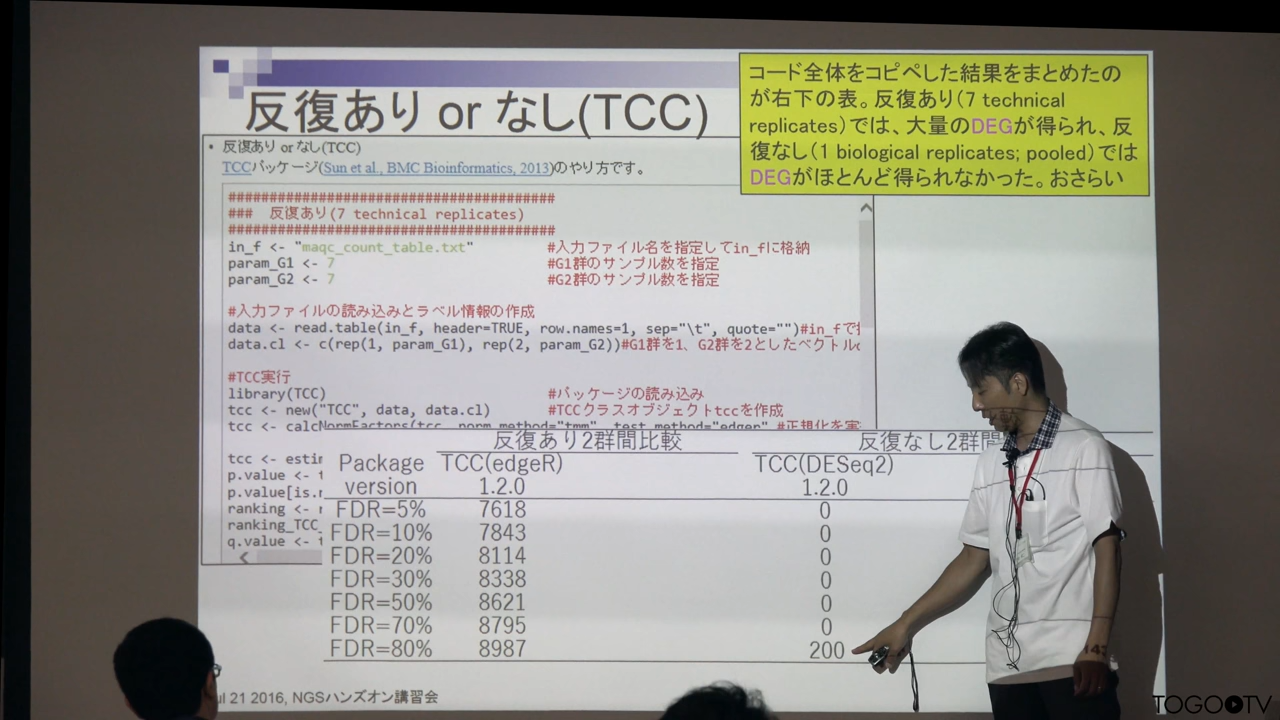 反復あり or なし(TCC)
コード全体をコピペした結果をまとめたの
が右下の表。反復あり(7 technical
replicates)では、大量のDEGが得られ、反
復なし(1 biological replicates; pooled)では
DEGがほとんど得られなかった。おさらい
• 反復あり or なし(TCC)
TCCパッケージ(Sun et al., BMC Bioinformatics, 2013)のやり方です。
########################################
### 反復あり(7 technical replicates)
########################################
in_f <- "maqc_count_table.txt" #入力ファイル名を指定してin_fに格納
param_G1 <- 7 #G1群のサンプル数を指定
param_G2 <- 7 #G2群のサンプル数を指定
#入力ファイルの読み込みとラベル情報の作成
data <- read.table(in_f, header=TRUE, row.names=1, sep="\t", quote="")#in_fで
data.cl <- c(rep(1, param_G1), rep(2, param_G2))#G1群を1、G2群を2としたベクトル
#TCC実行
library(TCC) #パッケージの読み込み
tcc <- new("TCC", data, data.cl) #TCCクラスオブジェクトtccを作成
tcc <- calcNormFactors(tcc, norm.method="tmm", test.method="edger" #正規化を実
tcc <- estim
p.value <-
p.value[is.
ranking <-
ranking_TCC
q.value <-
反復あり2群間比較 反復なし2群間
Package TCC(edgeR) TCC(DESeq2)
version 1.2.0 1.2.0
FDR=5% 7618 0
FDR=10% 7843 0
FDR=20% 8114 0
FDR=30% 8338 0
FDR=50% 8621 0
FDR=70% 8795 0
FDR=80% 8987 200
ul 21 2016, NGSハンズオン講習会
143
TOGOTV